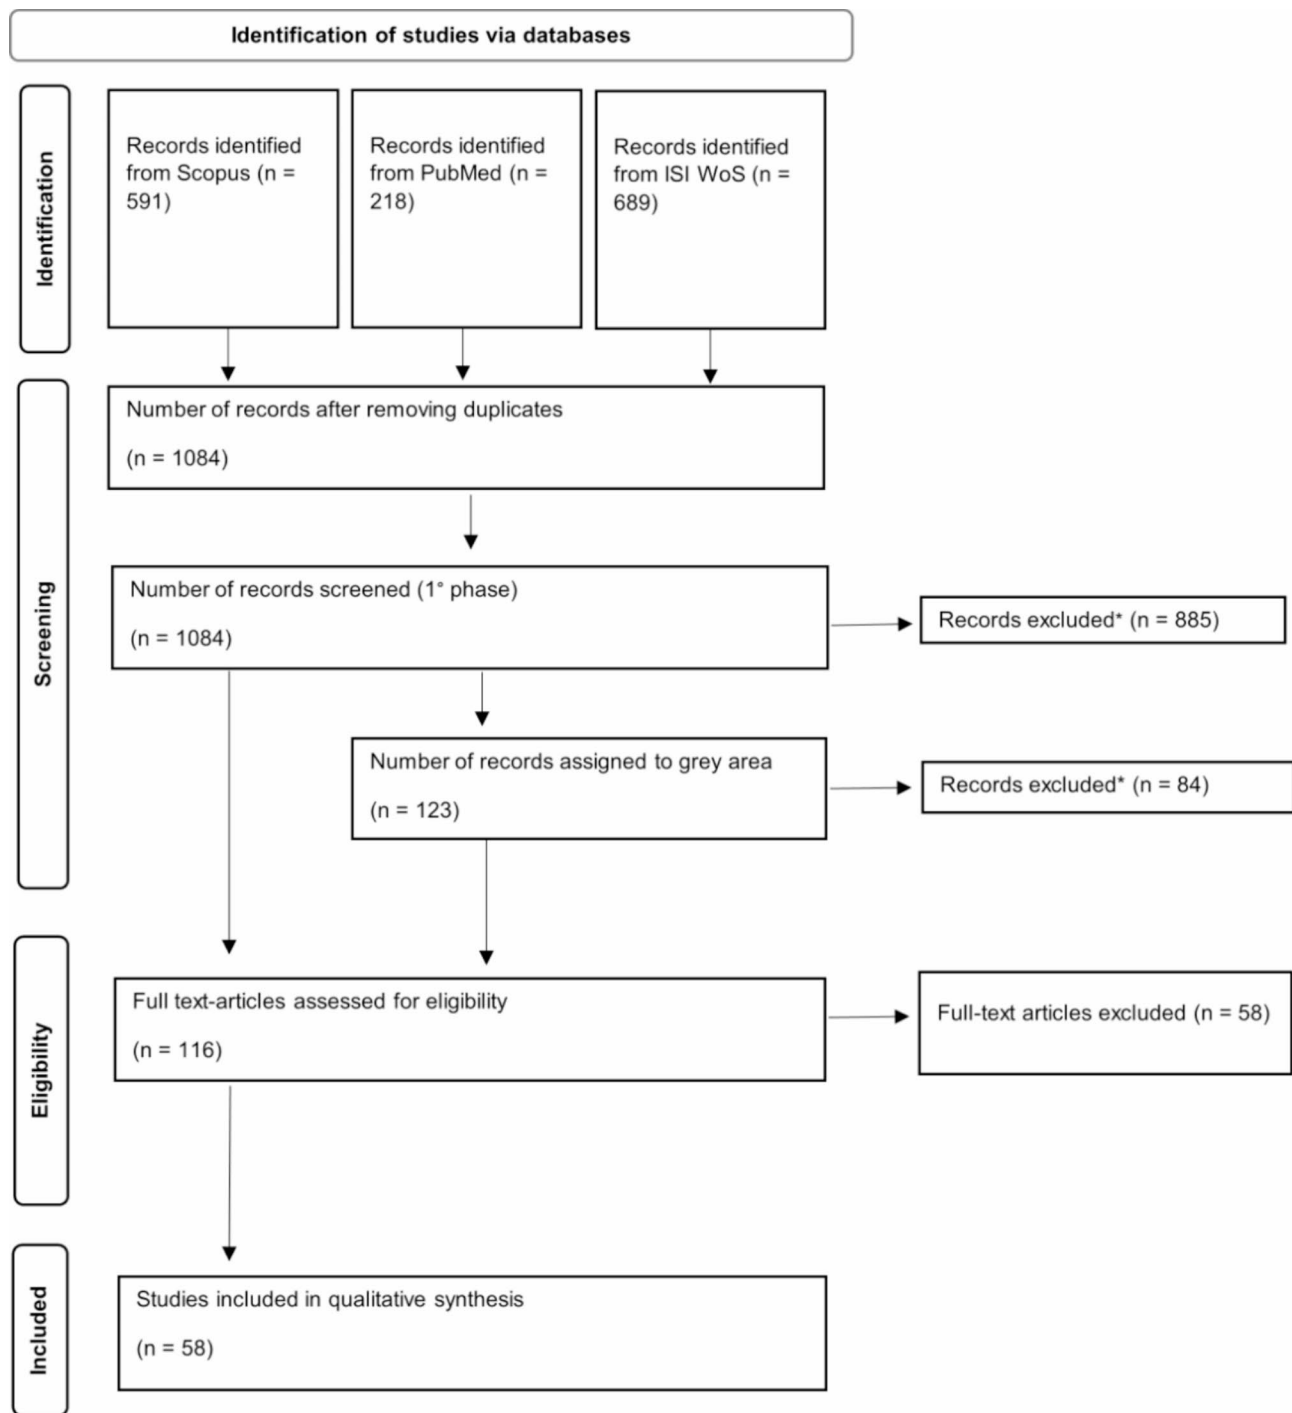 Identification of studies via databases
Identification
Records identified
from Scopus (n =
591)
Records identified
from PubMed (n =
218)
Records identified
from ISI WoS (n =
689)
Screening
Number of records after removing duplicates
(n = 1084)
Number of records screened (1° phase)
(n = 1084)
Records excluded* (n = 885)
Number of records assigned to grey area
(n = 123)
Records excluded* (n = 84)
Eligibility
Full text-articles assessed for eligibility
(n = 116)
Full-text articles excluded (n = 58)
Included
Studies included in qualitative synthesis
(n = 58)